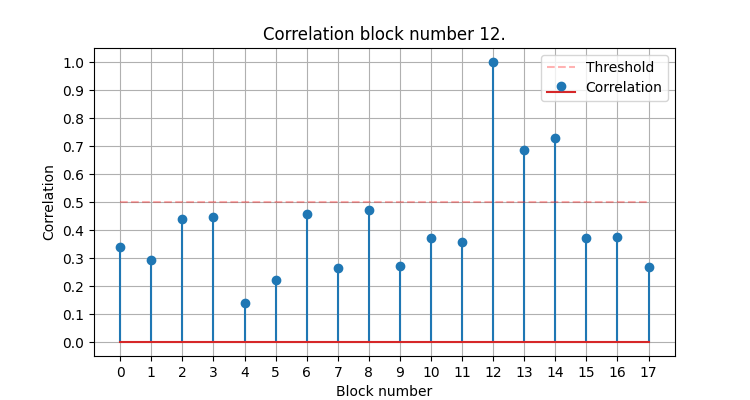 Correlation block number 12.
Threshold
Correlation
Correlation
1.0
0.9
0.8
0.7
0.6
0.5
0.4
0.3
0.2
0.1
0.0
0 1 2 3 4 5 6 7 8 9 10 11 12 13 14 15 16 17
Block number